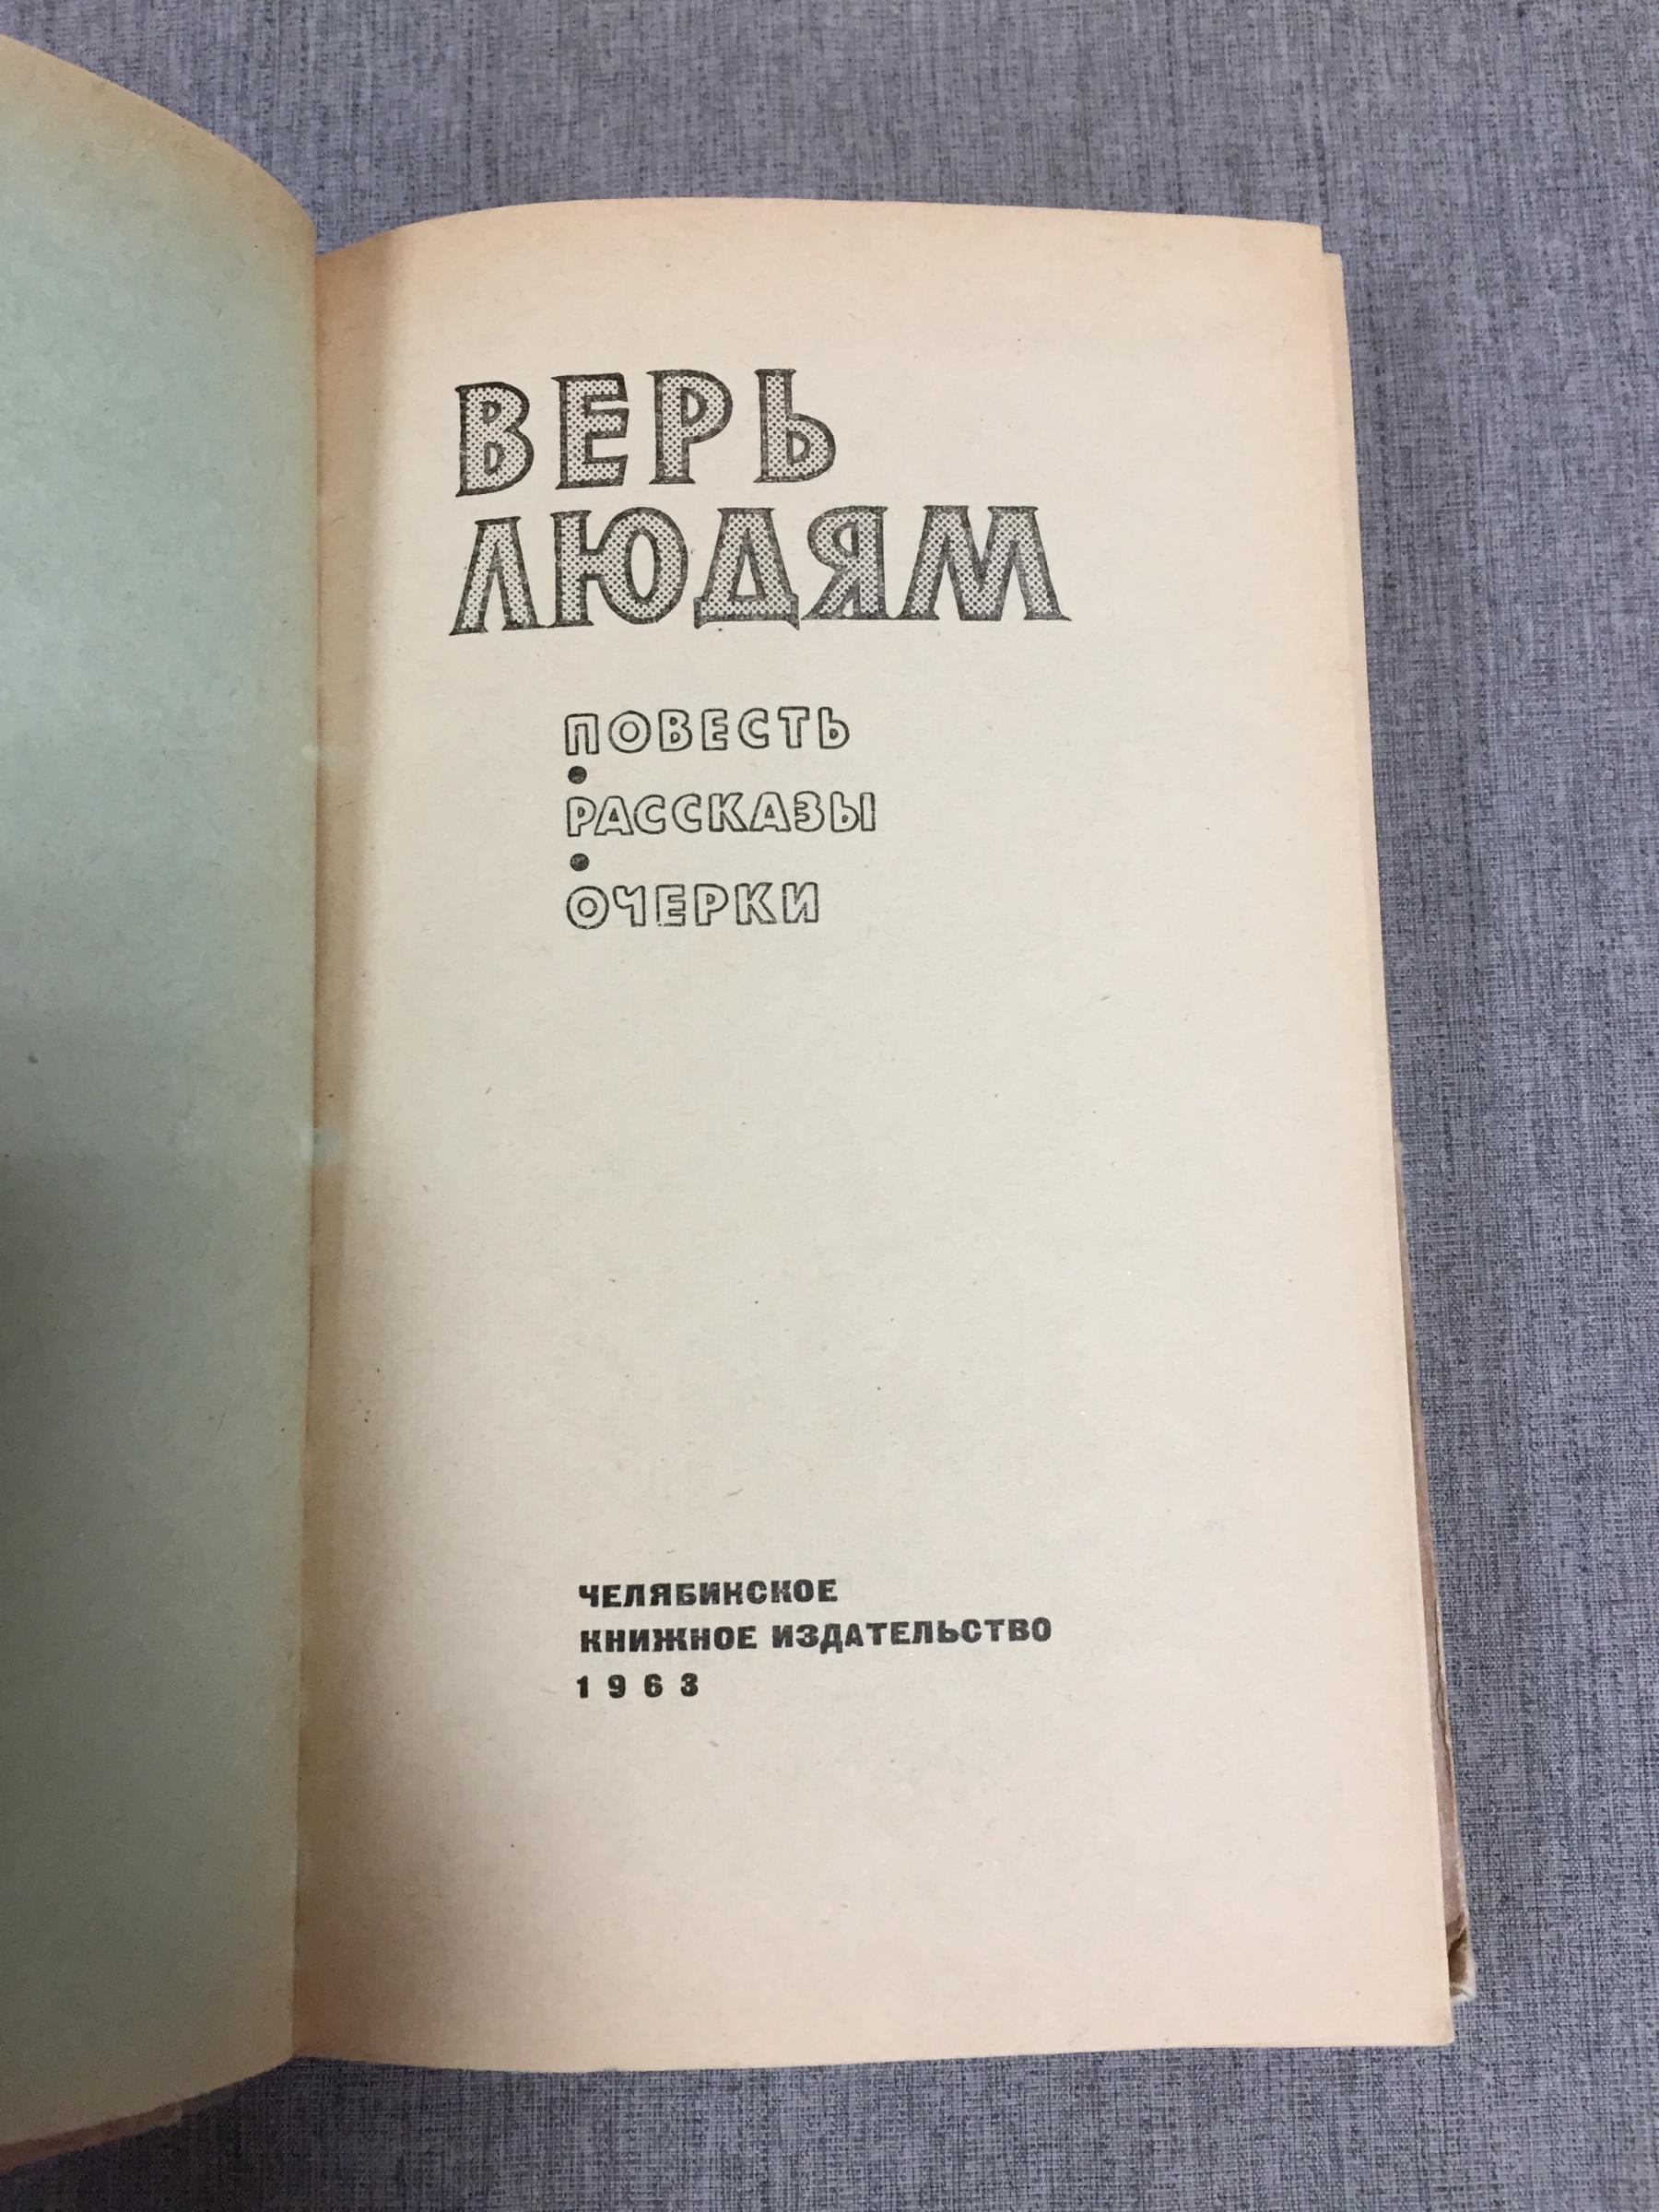 ВЕРЬ
ЛЮДЯМ
ПОВЕСТЬ
•
РАССКАЗЫ
•
ОЧЕРКИ
ЧЕЛЯБИНСКОЕ
КНИЖНОЕ ИЗДАТЕЛЬСТВО
1963